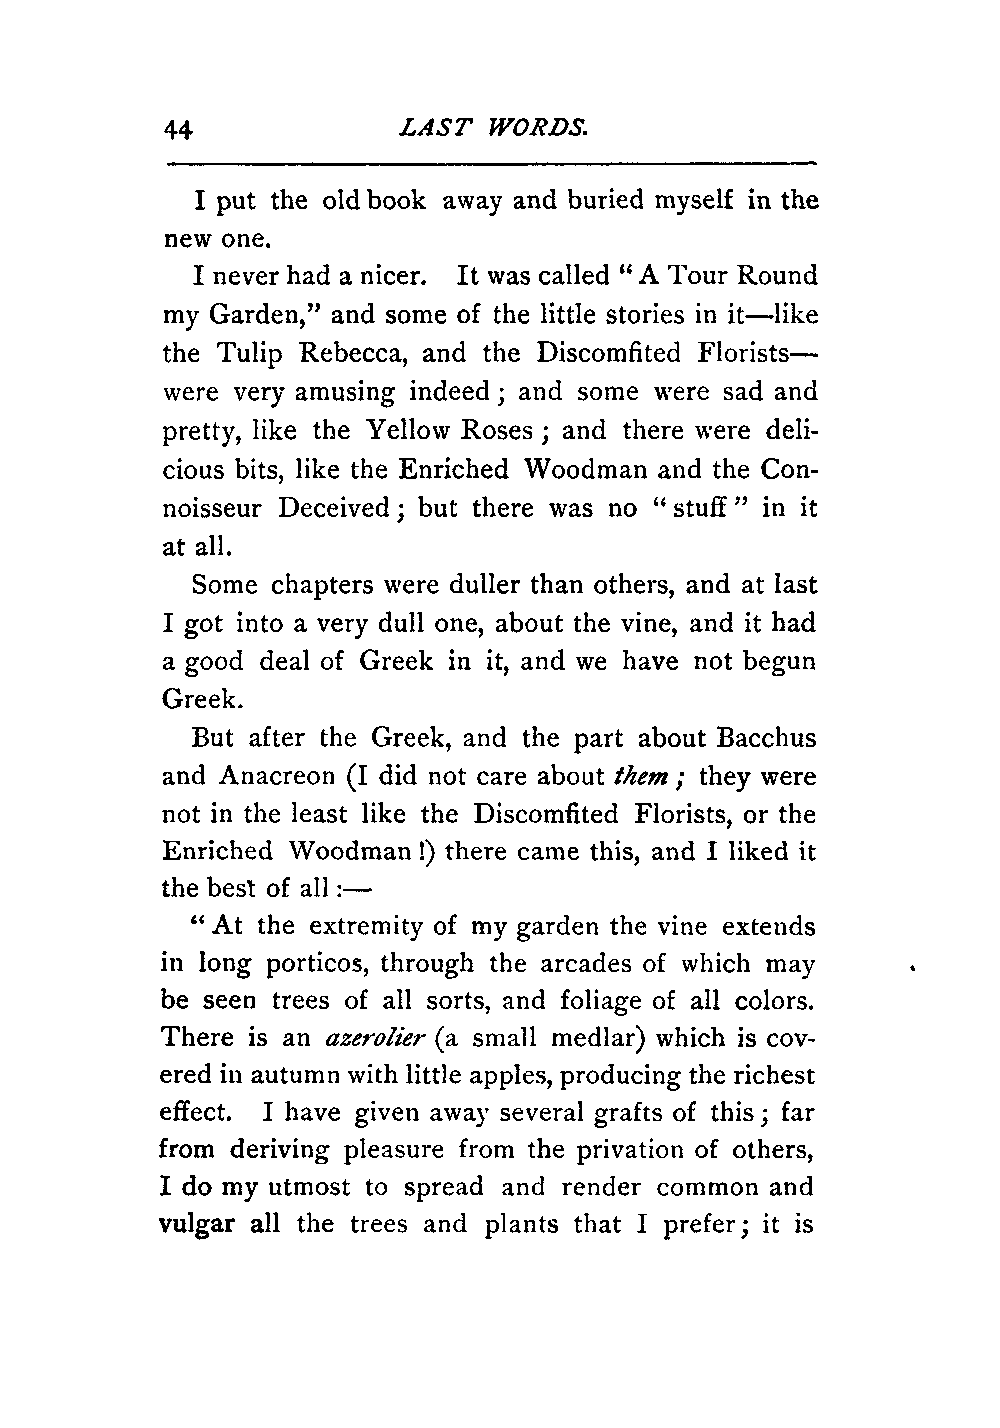 44 LAST WORDS.
I put the old book away and buried myself in the
new one.
I never had a nicer. It was called “A Tour Round
my Garden,” and some of the little stories in it—like
the Tulip Rebecca, and the Discomfited Florists—
were very amusing indeed; and some were sad and
pretty, like the Yellow Roses; and there were deli-
cious bits, like the Enriched Woodman and the Con-
noisseur Deceived; but there was no “stuff” in it
at all.
Some chapters were duller than others, and at last
I got into a very dull one, about the vine, and it had
a good deal of Greek in it, and we have not begun
Greek.
But after the Greek, and the part about Bacchus
and Anacreon (I did not care about them; they were
not in the least like the Discomfited Florists, or the
Enriched Woodman!) there came this, and I liked it
the best of all:—
“At the extremity of my garden the vine extends
in long porticos, through the arcades of which may
be seen trees of all sorts, and foliage of all colors.
There is an azerolier (a small medlar) which is cov-
ered in autumn with little apples, producing the richest
effect. I have given away several grafts of this; far
from deriving pleasure from the privation of others,
I do my utmost to spread and render common and
vulgar all the trees and plants that I prefer; it is